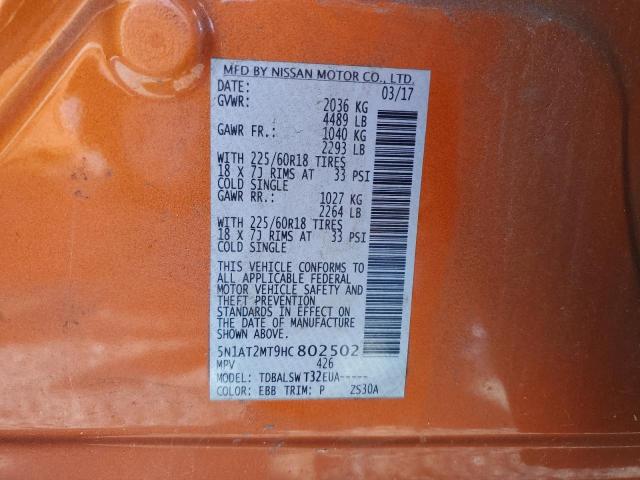 MFD BY NISSAN MOTOR CO., LTD.
DATE: 03/17
GVWR: 2036 KG
4489 LB
GAWR FR.: 1040 KG
2293 LB
WITH 225/60R18 TIRES
18 X 7J RIMS AT 33 PSI
COLD SINGLE
GAWR RR.: 1027 KG
2264 LB
WITH 225/60R18 TIRES
18 X 7J RIMS AT 33 PSI
COLD SINGLE
THIS VEHICLE CONFORMS TO
ALL APPLICABLE FEDERAL
MOTOR VEHICLE SAFETY AND
THEFT PREVENTION
STANDARDS IN EFFECT ON
THE DATE OF MANUFACTURE
SHOWN ABOVE.
5N1AT2MT9HC802502
MPV 426
MODEL: TDBALSW T32EUA-----
COLOR: EBB TRIM: P ZS30A